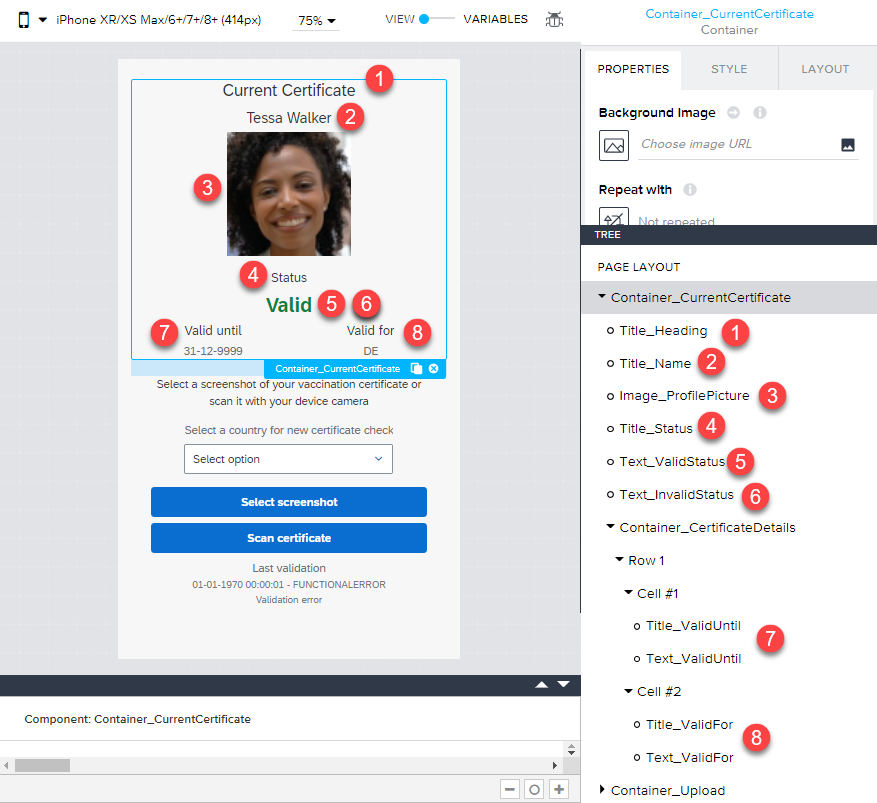 iPhone XR/XS Max/6+/7+/8+ (414px)
75%
VIEW
VARIABLES
Container_CurrentCertificate
Container
PROPERTIES
STYLE
LAYOUT
Background Image
Choose image URL
Repeat with
Not repeated
Current Certificate 1
Tessa Walker 2
3
4 Status
Valid 5 6
7 Valid until
Valid for 8
31-12-9999
DE
Container_CurrentCertificate
Select a screenshot of your vaccination certificate or
scan it with your device camera
Select a country for new certificate check
Select option
Select screenshot
Scan certificate
Last validation
01-01-1970 00:00:01 - FUNCTIONALERROR
Validation error
Component: Container_CurrentCertificate
TREE
PAGE LAYOUT
Container_CurrentCertificate
Title_Heading 1
Title_Name 2
Image_ProfilePicture 3
Title_Status 4
Text_ValidStatus 5
Text_InvalidStatus 6
Container_CertificateDetails
Row 1
Cell #1
Title_ValidUntil
7
Text_ValidUntil
Cell #2
Title_ValidFor
8
Text_ValidFor
Container_Upload